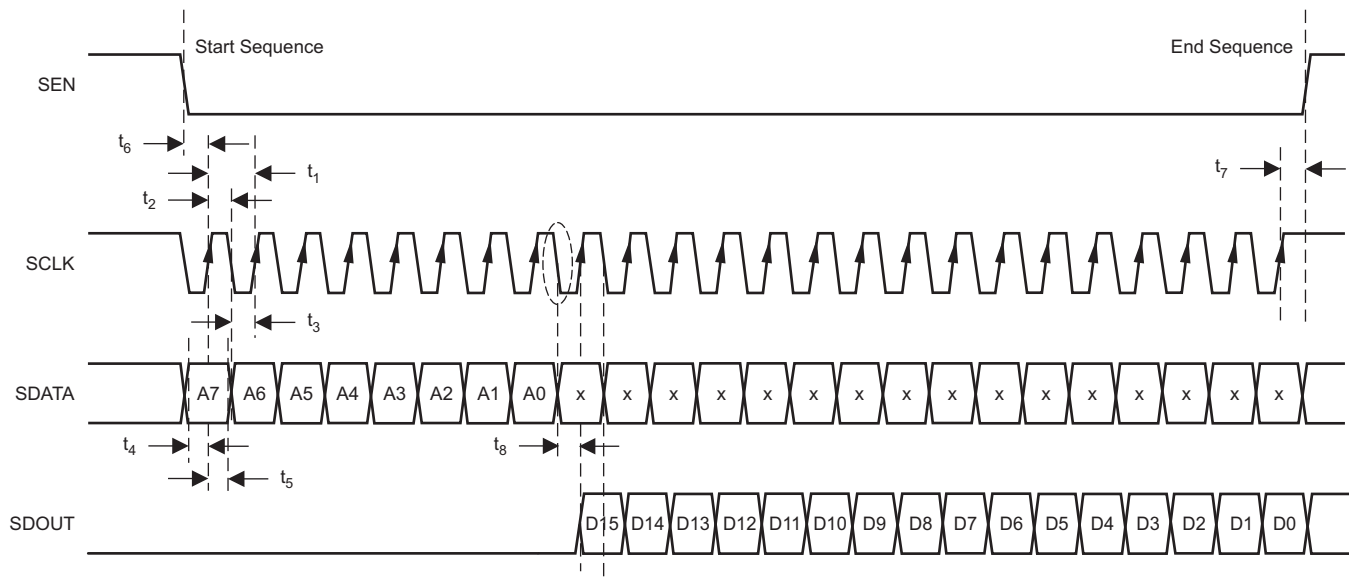 Start Sequence
End Sequence
SEN
t6
t1
t7
t2
SCLK
t3
SDATA
A7 A6 A5 A4 A3 A2 A1 A0 x x x x x x x x x x x x x x x x
t4
t8
t5
SDOUT
D15 D14 D13 D12 D11 D10 D9 D8 D7 D6 D5 D4 D3 D2 D1 D0